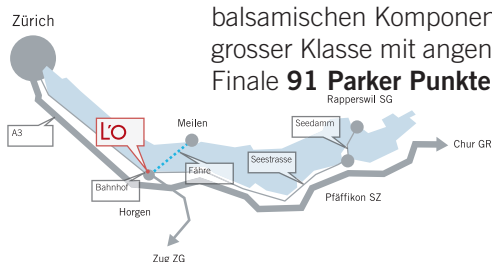 balsamischen Komponen
grosser Klasse mit angen
Finale 91 Parker Punkte
Zürich
Rapperswil SG
Meilen
Seedamm
L'O
A3
Chur GR
Seestrasse
Fähre
Bahnhof
Pfäffikon SZ
Horgen
Zug ZG